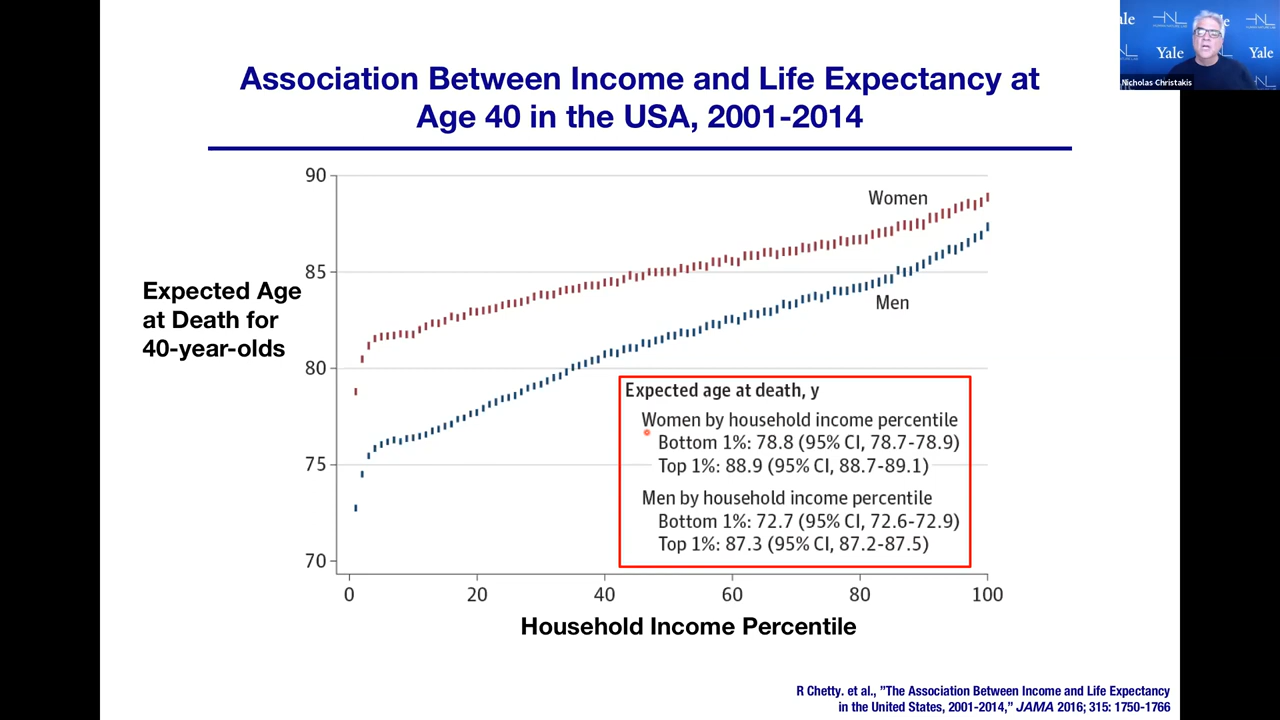 Association Between Income and Life Expectancy at
Age 40 in the USA, 2001-2014
Yale
Yale
Yale
Nicholas Christakis
90
85
80
75
70
Expected Age
at Death for
40-year-olds
Women
Men
Expected age at death, y
Women by household income percentile
Bottom 1%: 78.8 (95% CI, 78.7-78.9)
Top 1%: 88.9 (95% CI, 88.7-89.1)
Men by household income percentile
Bottom 1%: 72.7 (95% CI, 72.6-72.9)
Top 1%: 87.3 (95% CI, 87.2-87.5)
0 20 40 60 80 100
Household Income Percentile
R Chetty. et al., "The Association Between Income and Life Expectancy
in the United States, 2001-2014," JAMA 2016; 315: 1750-1766